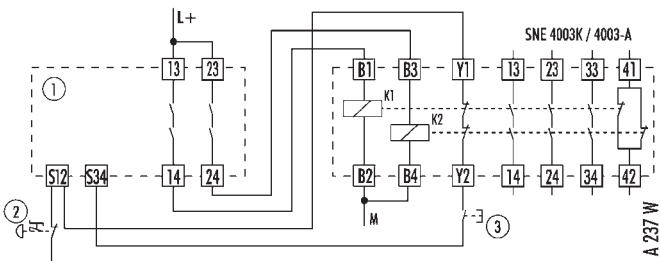 L+
SNE 4003K / 4003-A
13 23 B1 B3 Y1 13 23 33 41
1
K1
K2
S12 S34 14 24 B2 B4 Y2 14 24 34 42
2
M
3
A 237 W